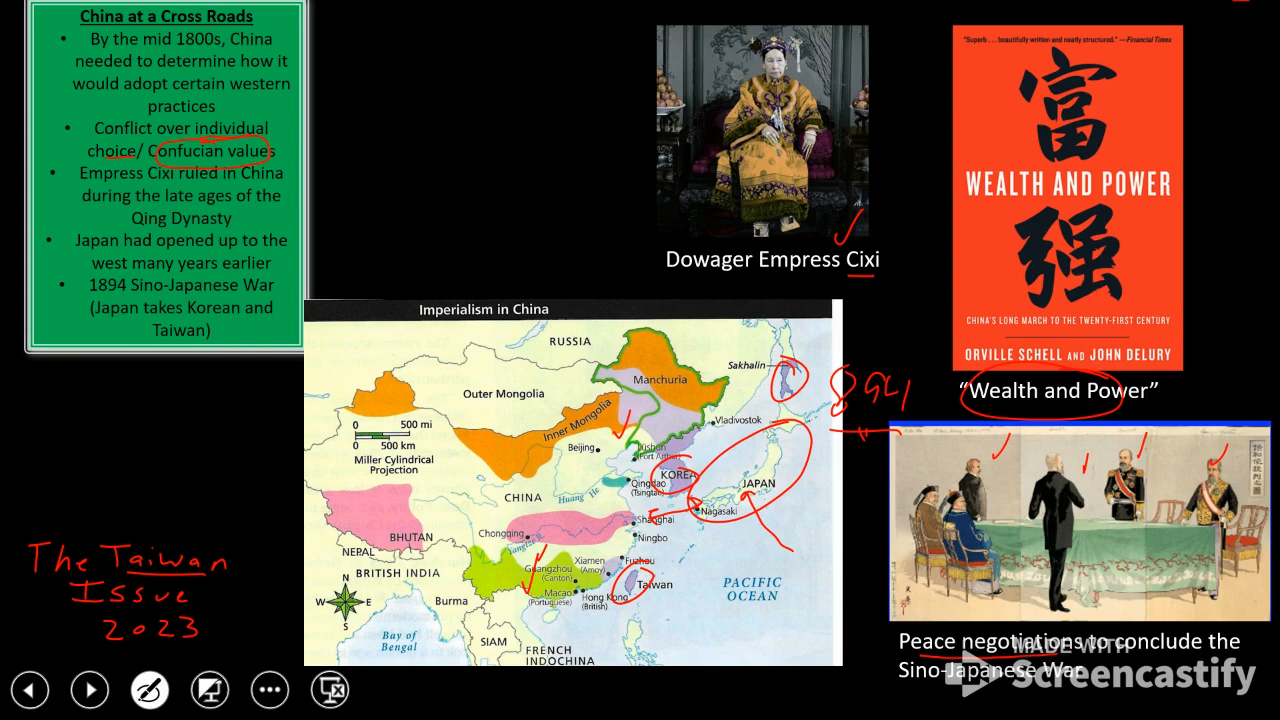 China at a Cross Roads
• By the mid 1800s, China
needed to determine how it
would adopt certain western
practices
• Conflict over individual
choice/ Confucian values
• Empress Cixi ruled in China
during the late ages of the
Qing Dynasty
• Japan had opened up to the
west many years earlier
• 1894 Sino-Japanese War
(Japan takes Korean and
Taiwan)
Dowager Empress Cixi
"Superb . . . beautifully written and neatly structured." —Financial Times
富
WEALTH AND POWER
强
CHINA'S LONG MARCH TO THE TWENTY-FIRST CENTURY
ORVILLE SCHELL AND JOHN DELURY
“Wealth and Power”
Imperialism in China
RUSSIA
Sakhalin
Manchuria
Outer Mongolia
Inner Mongolia
Vladivostok
0 500 mi
0 500 km
Miller Cylindrical
Projection
Beijing
Lüshun
(Port Arthur)
KOREA
JAPAN
Qingdao
(Tsingtao)
CHINA
Huang He
Nagasaki
Shanghai
Chongqing
Yangtze R.
Ningbo
BHUTAN
NEPAL
Fuzhou
Xiamen
(Amoy)
Guangzhou
(Canton)
Taiwan
BRITISH INDIA
Macao
(Portuguese)
Hong Kong
(British)
PACIFIC
OCEAN
N
W E
S
Burma
Bay of
Bengal
SIAM
FRENCH
INDOCHINA
894
The Taiwan
Issue
2023
Peace negotiations to conclude the
Sino-Japanese War
MADE WITH
Screencastify